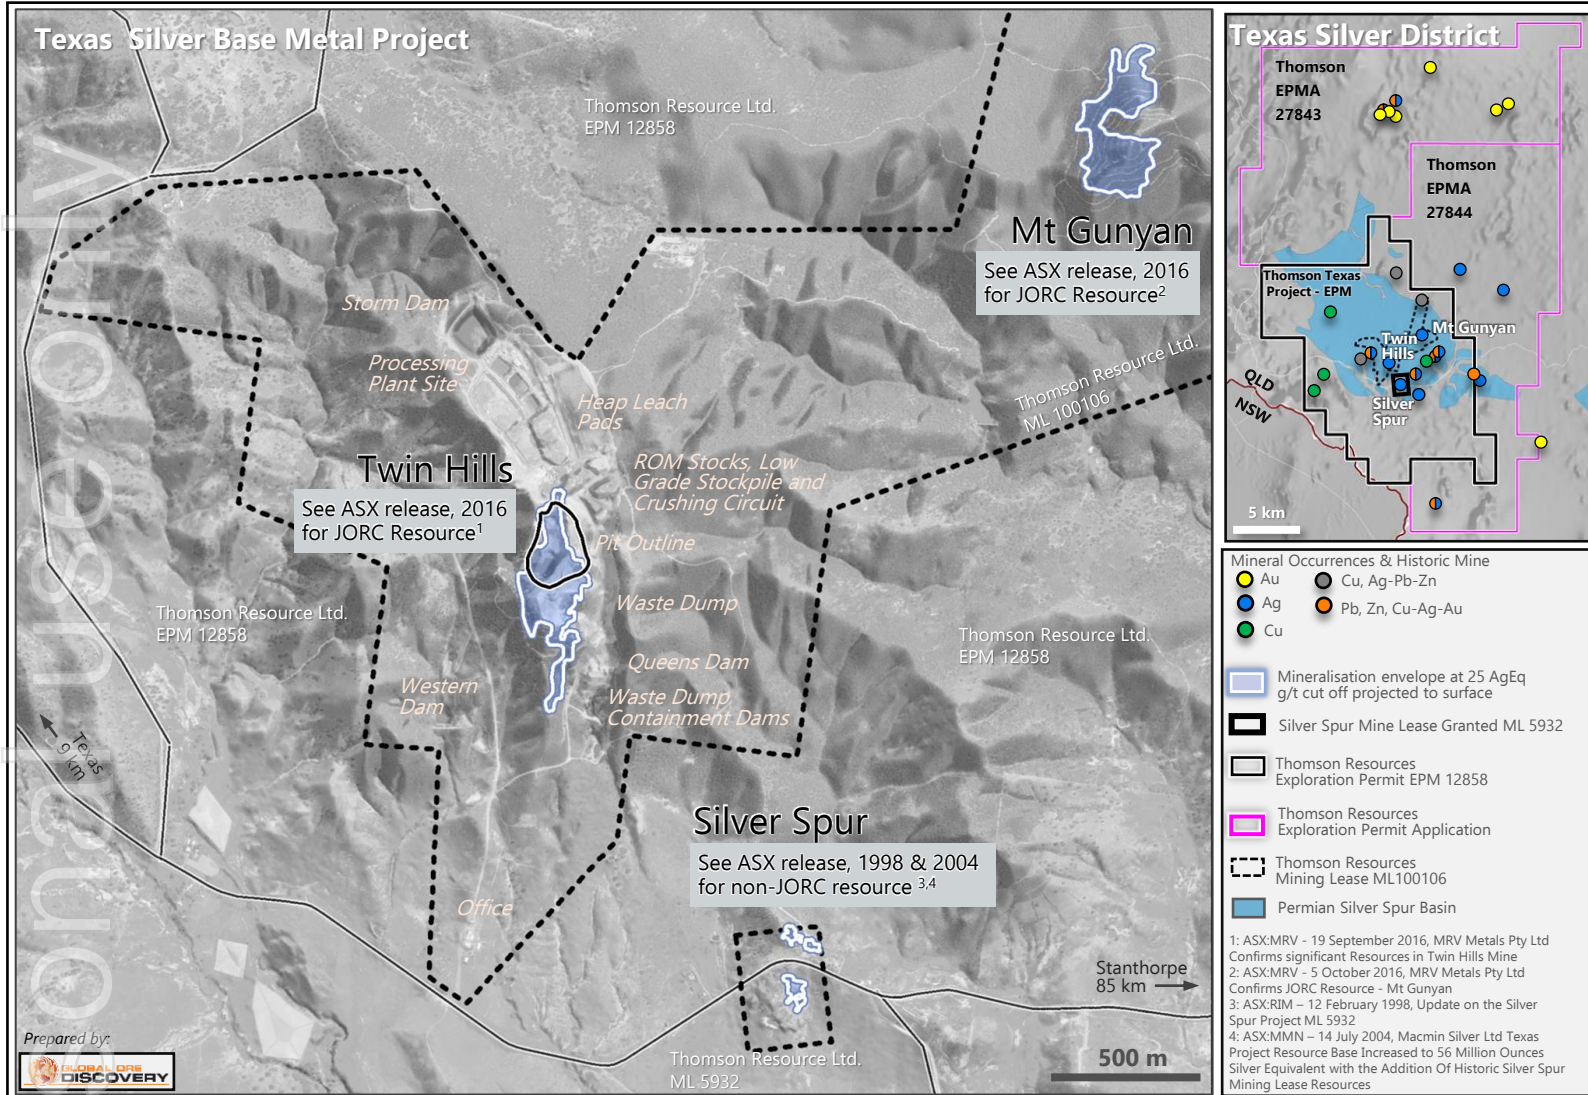 Texas Silver Base Metal Project
Thomson Resource Ltd.
EPM 12858
Mt Gunyan
See ASX release, 2016
for JORC Resource2
Storm Dam
Processing
Plant Site
Heap Leach
Pads
Thomson Resource Ltd.
ML 100106
Twin Hills
See ASX release, 2016
for JORC Resource1
ROM Stocks, Low
Grade Stockpile and
Crushing Circuit
Pit Outline
Waste Dump
Thomson Resource Ltd.
EPM 12858
Thomson Resource Ltd.
EPM 12858
Queens Dam
Western
Dam
Waste Dump
Containment Dams
Texas
9 km
Silver Spur
See ASX release, 1998 & 2004
for non-JORC resource 3,4
Office
Stanthorpe
85 km
Thomson Resource Ltd.
ML 5932
500 m
Prepared by:
GLOBAL ORE
DISCOVERY
onal use only
Texas Silver District
Thomson
EPMA
27843
Thomson
EPMA
27844
Thomson Texas
Project - EPM
Mt Gunyan
Twin
Hills
Silver
Spur
QLD
NSW
5 km
Mineral Occurrences & Historic Mine
Au
Cu, Ag-Pb-Zn
Ag
Pb, Zn, Cu-Ag-Au
Cu
Mineralisation envelope at 25 AgEq
g/t cut off projected to surface
Silver Spur Mine Lease Granted ML 5932
Thomson Resources
Exploration Permit EPM 12858
Thomson Resources
Exploration Permit Application
Thomson Resources
Mining Lease ML100106
Permian Silver Spur Basin
1: ASX:MRV - 19 September 2016, MRV Metals Pty Ltd
Confirms significant Resources in Twin Hills Mine
2: ASX:MRV - 5 October 2016, MRV Metals Pty Ltd
Confirms JORC Resource - Mt Gunyan
3: ASX:RIM – 12 February 1998, Update on the Silver
Spur Project ML 5932
4: ASX:MMN – 14 July 2004, Macmin Silver Ltd Texas
Project Resource Base Increased to 56 Million Ounces
Silver Equivalent with the Addition Of Historic Silver Spur
Mining Lease Resources